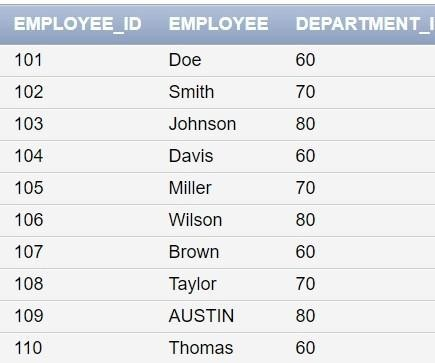 EMPLOYEE_ID EMPLOYEE DEPARTMENT_I
101 Doe 60
102 Smith 70
103 Johnson 80
104 Davis 60
105 Miller 70
106 Wilson 80
107 Brown 60
108 Taylor 70
109 AUSTIN 80
110 Thomas 60